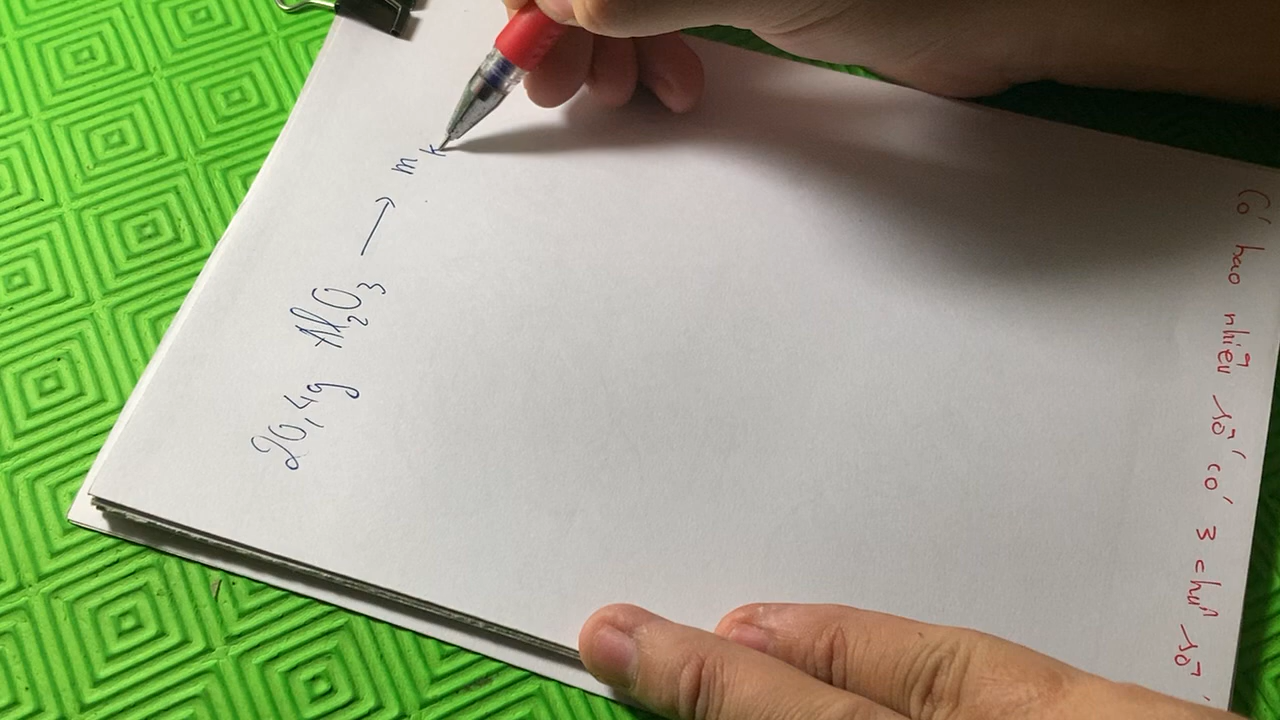 20,4g Al₂O₃ → m k
Có bao nhiêu số có 3 chữ số